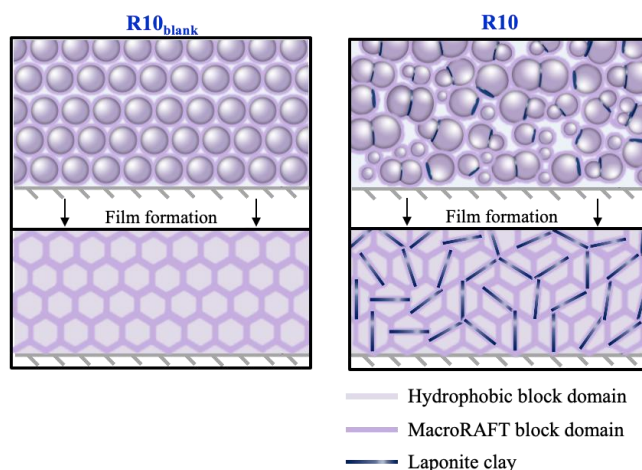 R10blank
R10
Film formation
Film formation
Hydrophobic block domain
MacroRAFT block domain
Laponite clay